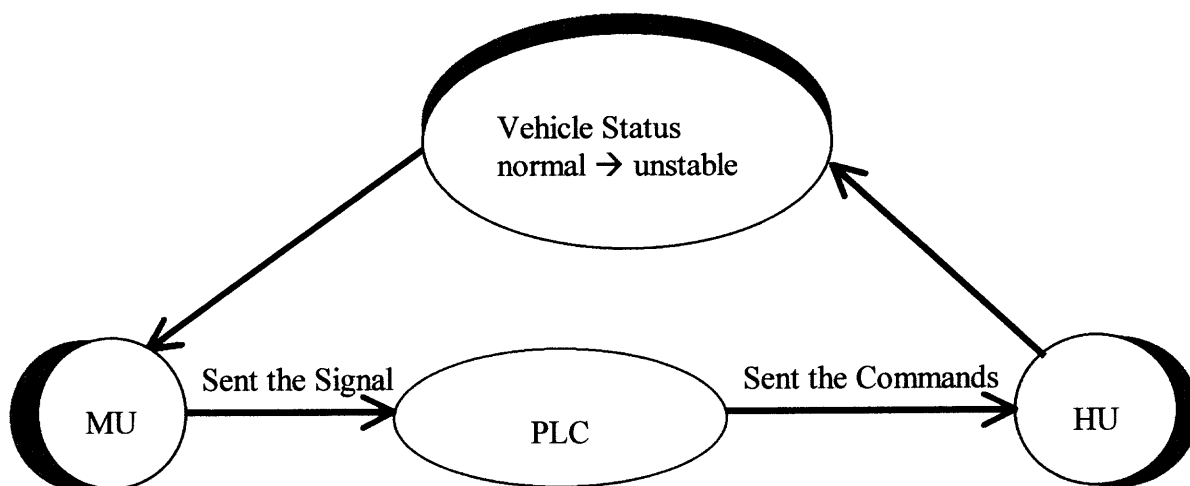 Vehicle Status
normal → unstable
Sent the Signal
Sent the Commands
MU
PLC
HU